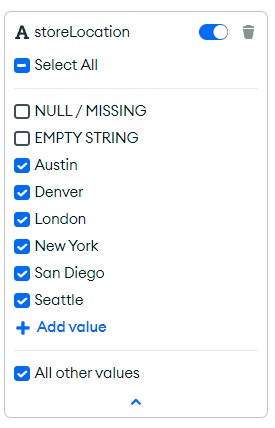 A storeLocation
Select All
NULL / MISSING
EMPTY STRING
Austin
Denver
London
New York
San Diego
Seattle
+ Add value
All other values